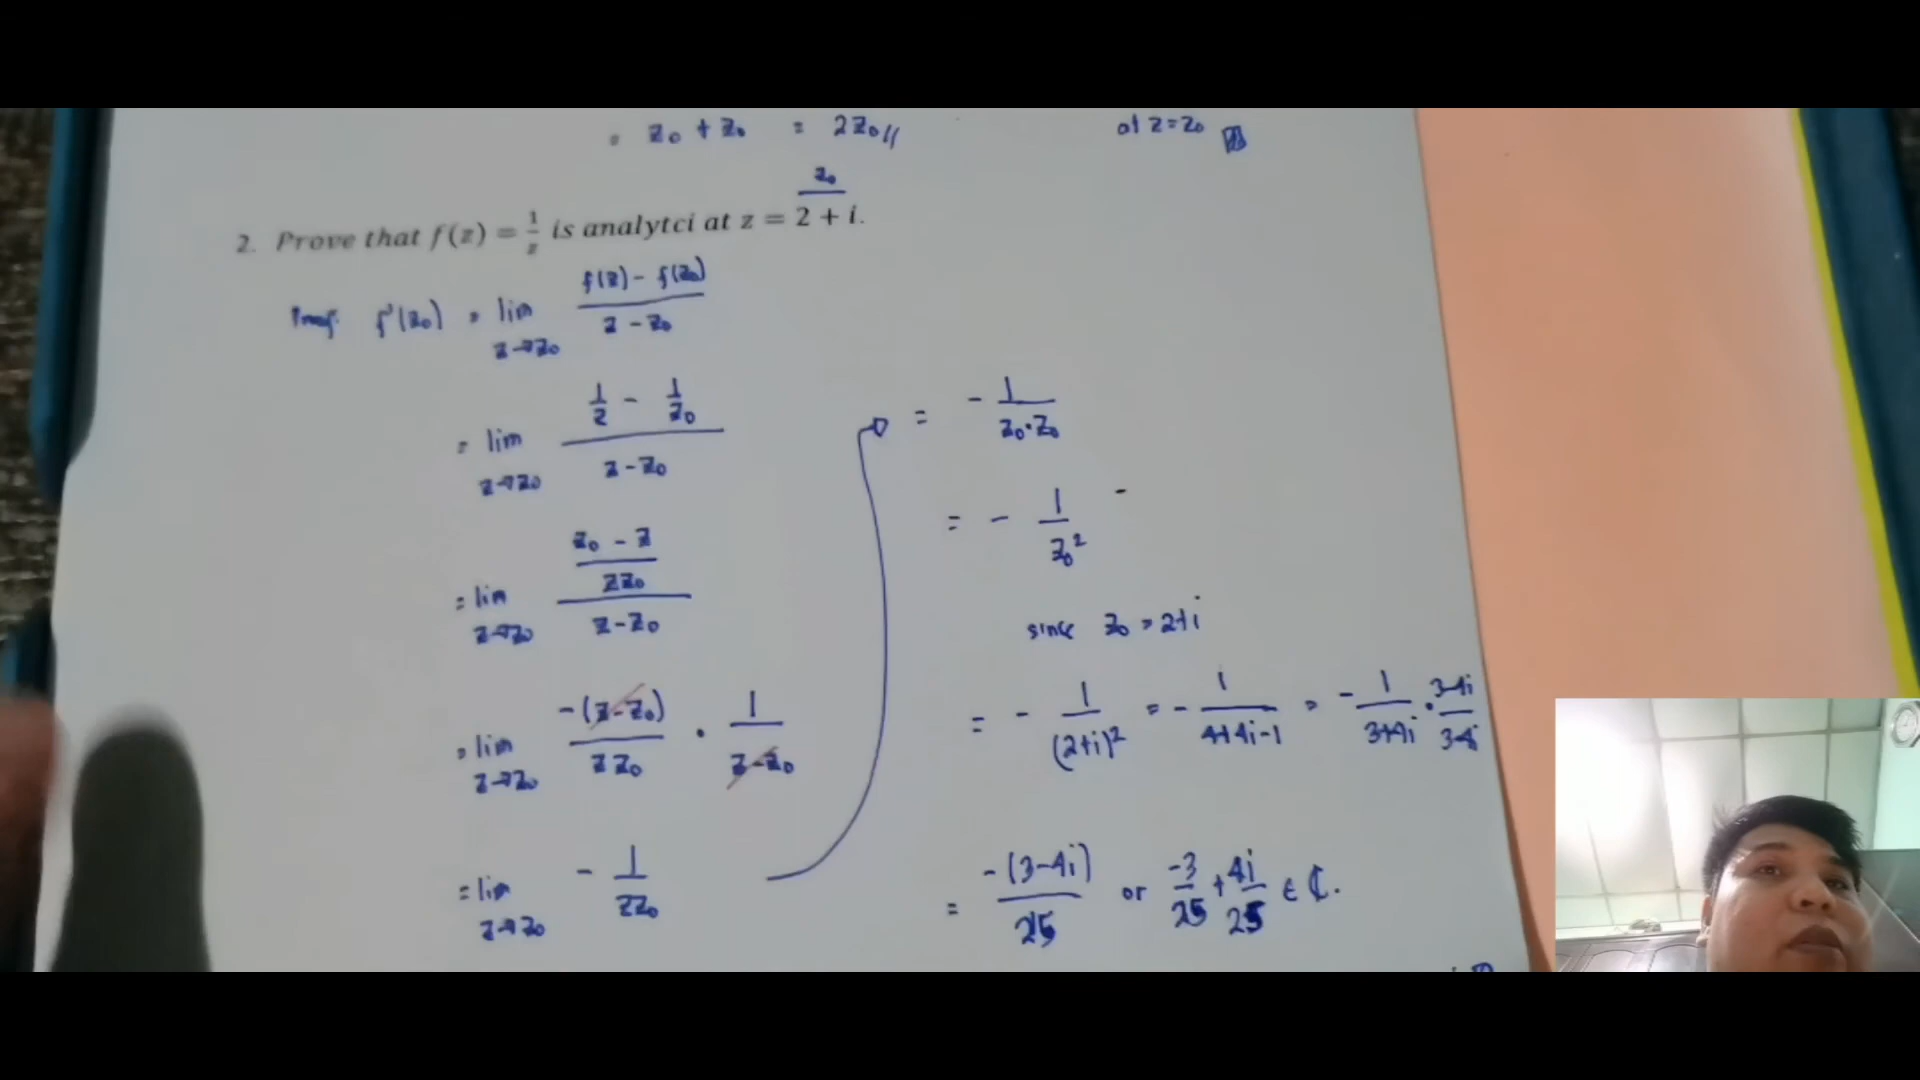 = z₀ + z₀ = 2z₀ //
at z = z₀
z₀
2. Prove that f(z) = 1/z is analytci at z = 2 + i.
Proof: f'(z₀) = lim z→z₀ (f(z) - f(z₀))/(z - z₀)
= lim z→z₀ (1/z - 1/z₀)/(z - z₀)
= lim z→z₀ ((z₀ - z)/(zz₀))/(z - z₀)
= lim z→z₀ -(z - z₀)/(zz₀) · 1/(z - z₀)
= lim z→z₀ - 1/(zz₀)
= - 1/(z₀·z₀)
= - 1/z₀²
since z₀ = 2+i
= - 1/(2+i)² = - 1/(4+4i-1) = - 1/(3+4i) · (3-4i)/(3-4i)
= -(3-4i)/25 or -3/25 + 4i/25 ∈ ℂ.